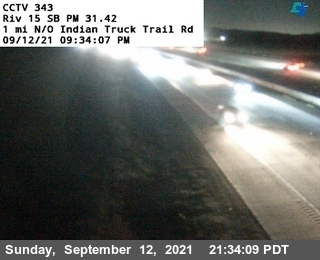 CCTV 343
Riv 15 SB PM 31.42
1 mi N/O Indian Truck Trail Rd
09/12/21 09:34:07 PM
Sunday, September 12, 2021 21:34:09 PDT